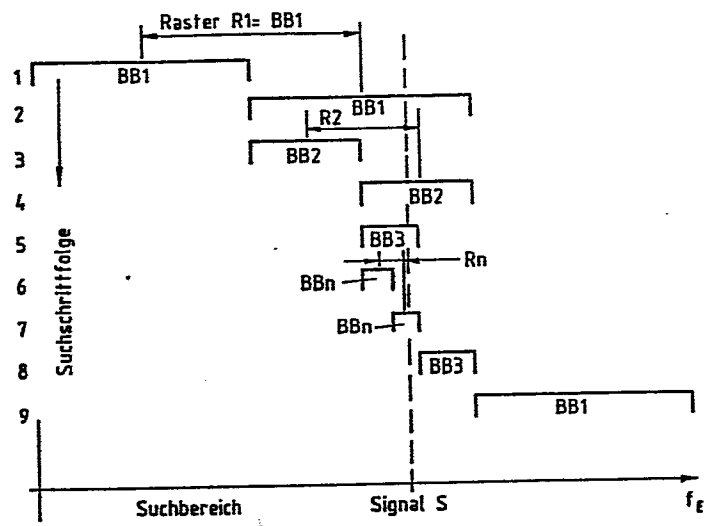 Raster R1= BB1
1
BB1
2
BB1
R2
3
BB2
4
BB2
5
BB3
Rn
6
BBn
7
BBn
8
BB3
9
BB1
Suchschrittfolge
Suchbereich
Signal S
f_E